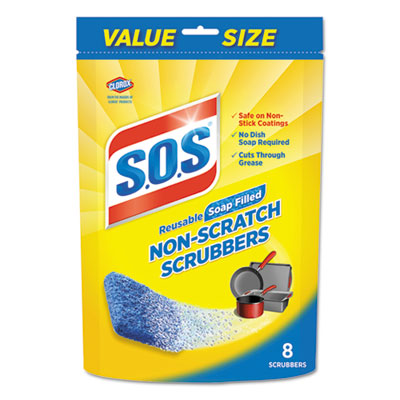 VALUE SIZE
CLOROX
✓ Safe on Non-
Stick Coatings
✓ No Dish
Soap Required
✓ Cuts Through
Grease
S.O.S
Reusable Soap Filled
NON-SCRATCH
SCRUBBERS
8
SCRUBBERS